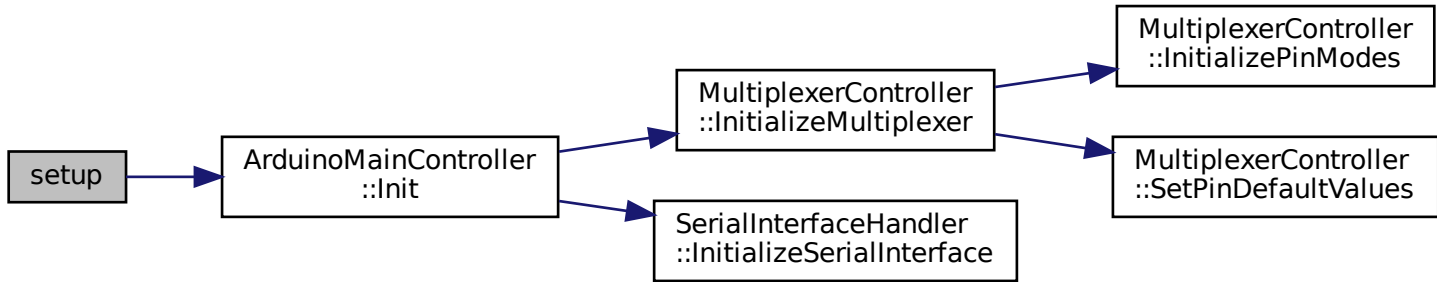 setup
ArduinoMainController
::Init
MultiplexerController
::InitializeMultiplexer
SerialInterfaceHandler
::InitializeSerialInterface
MultiplexerController
::InitializePinModes
MultiplexerController
::SetPinDefaultValues